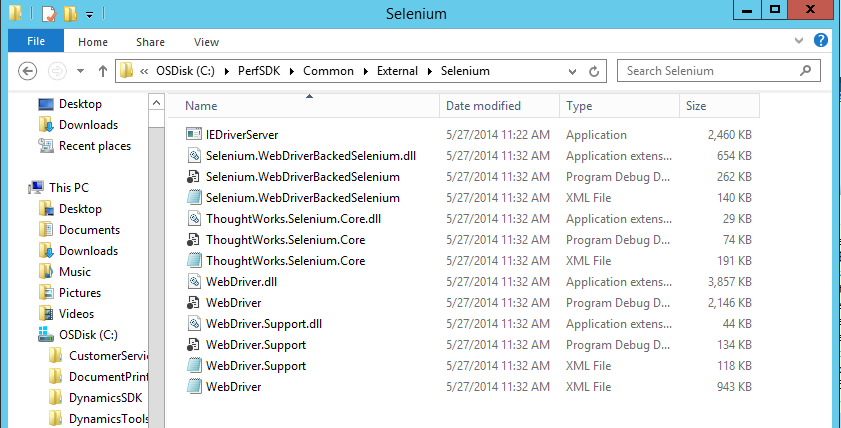 Selenium
File Home Share View
« OSDisk (C:) PerfSDK Common External Selenium Search Selenium
Desktop
Downloads
Recent places
This PC
Desktop
Documents
Downloads
Music
Pictures
Videos
OSDisk (C:)
CustomerServic
DocumentPrint
DynamicsSDK
DynamicsTools
Name Date modified Type Size
IEDriverServer 5/27/2014 11:22 AM Application 2,460 KB
Selenium.WebDriverBackedSelenium.dll 5/27/2014 11:32 AM Application extens... 654 KB
Selenium.WebDriverBackedSelenium 5/27/2014 11:32 AM Program Debug D... 262 KB
Selenium.WebDriverBackedSelenium 5/27/2014 11:32 AM XML File 140 KB
ThoughtWorks.Selenium.Core.dll 5/27/2014 11:32 AM Application extens... 29 KB
ThoughtWorks.Selenium.Core 5/27/2014 11:32 AM Program Debug D... 74 KB
ThoughtWorks.Selenium.Core 5/27/2014 11:32 AM XML File 191 KB
WebDriver.dll 5/27/2014 11:32 AM Application extens... 3,857 KB
WebDriver 5/27/2014 11:32 AM Program Debug D... 2,146 KB
WebDriver.Support.dll 5/27/2014 11:32 AM Application extens... 44 KB
WebDriver.Support 5/27/2014 11:32 AM Program Debug D... 134 KB
WebDriver.Support 5/27/2014 11:32 AM XML File 118 KB
WebDriver 5/27/2014 11:32 AM XML File 943 KB